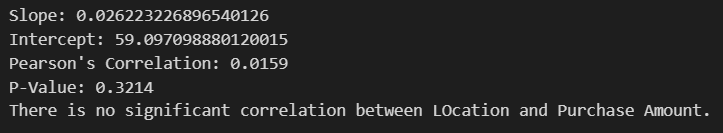 Slope: 0.026223226896540126
Intercept: 59.097098880120015
Pearson's Correlation: 0.0159
P-Value: 0.3214
There is no significant correlation between LOcation and Purchase Amount.